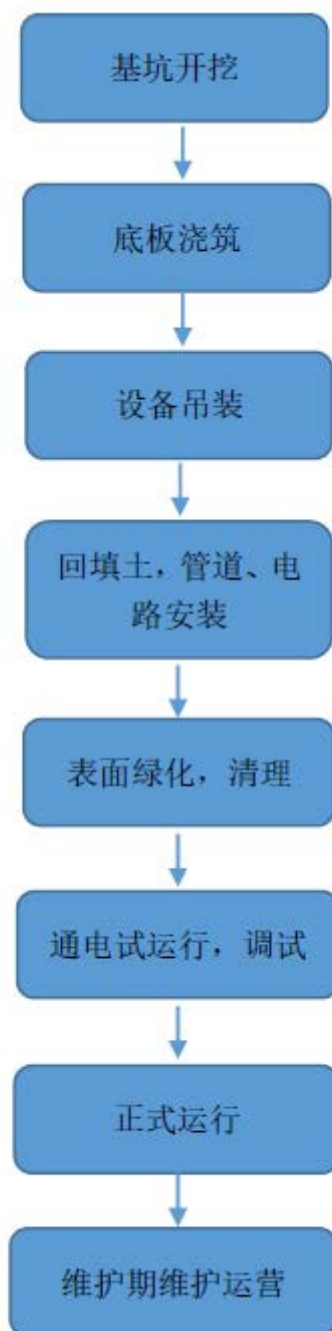 基坑开挖
底板浇筑
设备吊装
回填土，管道、电
路安装
表面绿化，清理
通电试运行，调试
正式运行
维护期维护运营